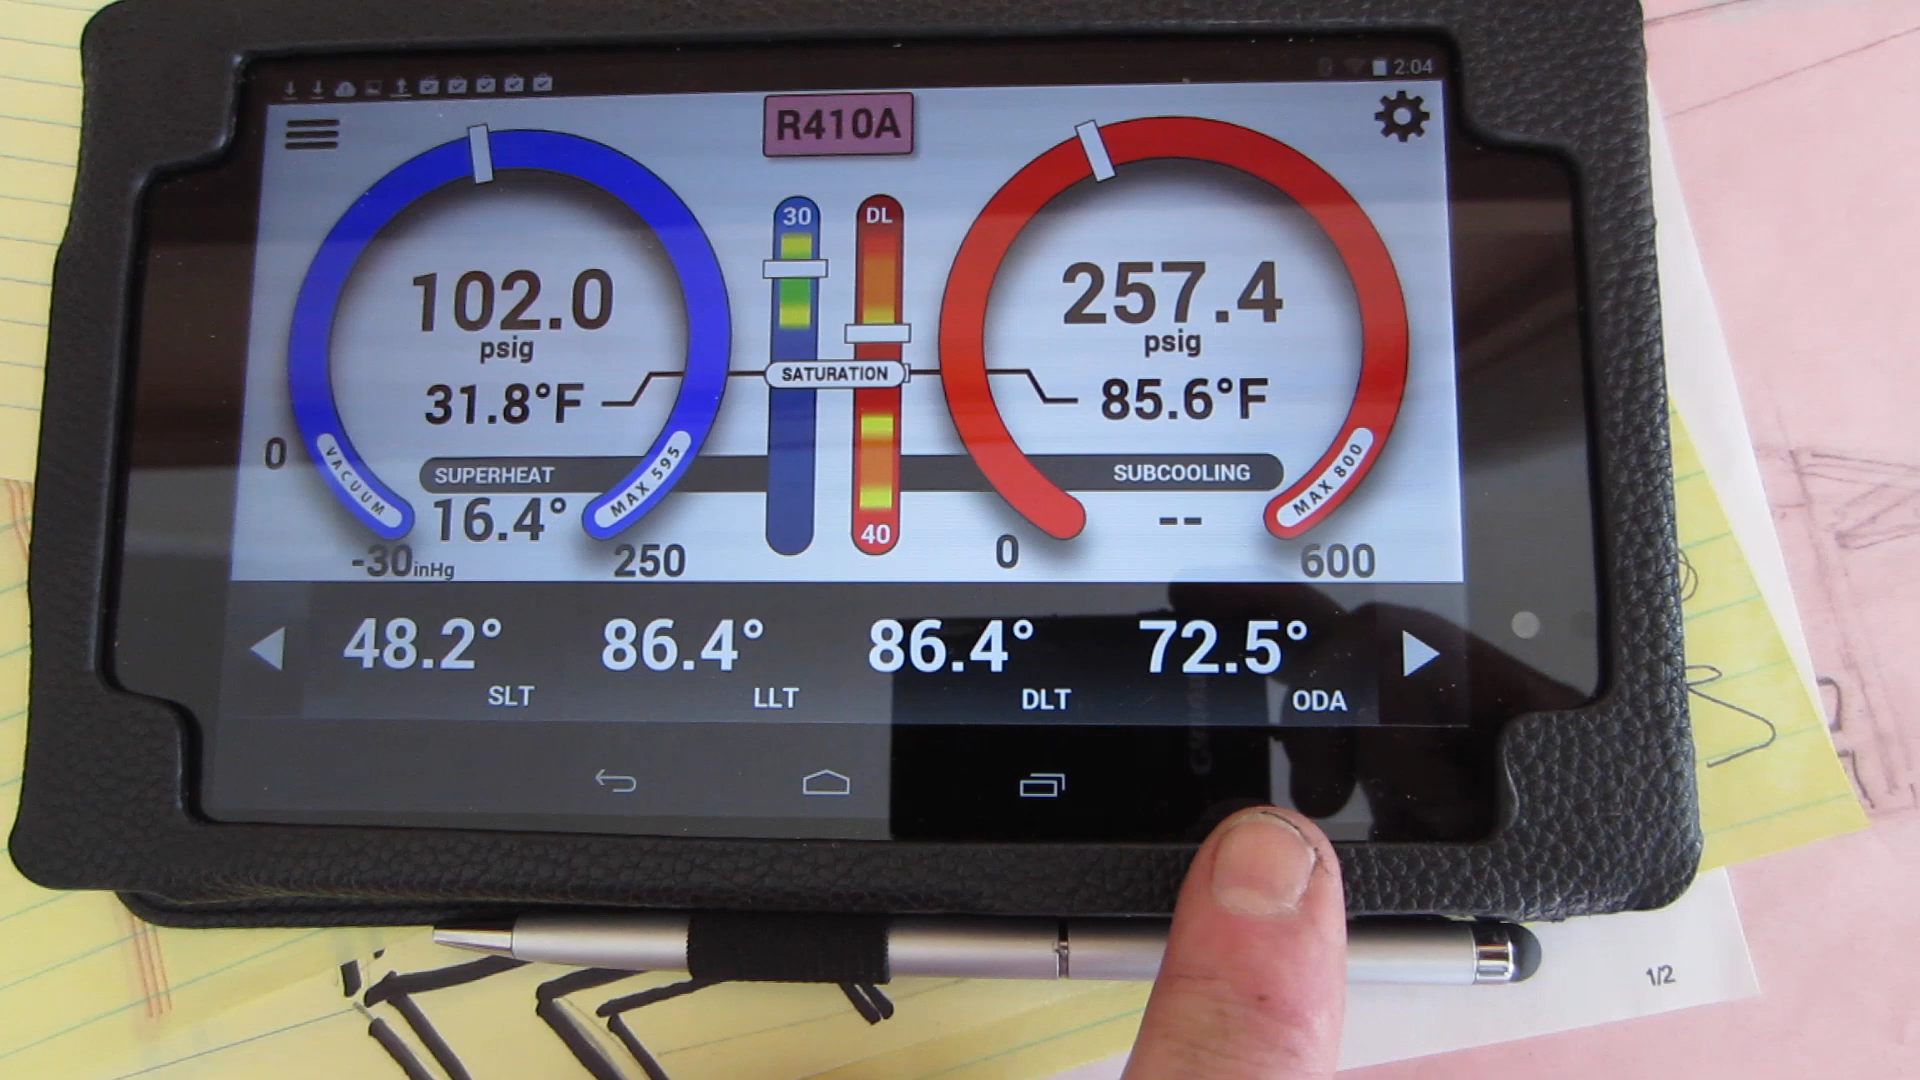 2:04
R410A
30
DL
102.0
psig
31.8°F
257.4
psig
85.6°F
SATURATION
0
VACUUM
MAX 595
MAX 800
SUPERHEAT
16.4°
SUBCOOLING
--
40
-30inHg
250
0
600
48.2°
SLT
86.4°
LLT
86.4°
DLT
72.5°
ODA
1/2